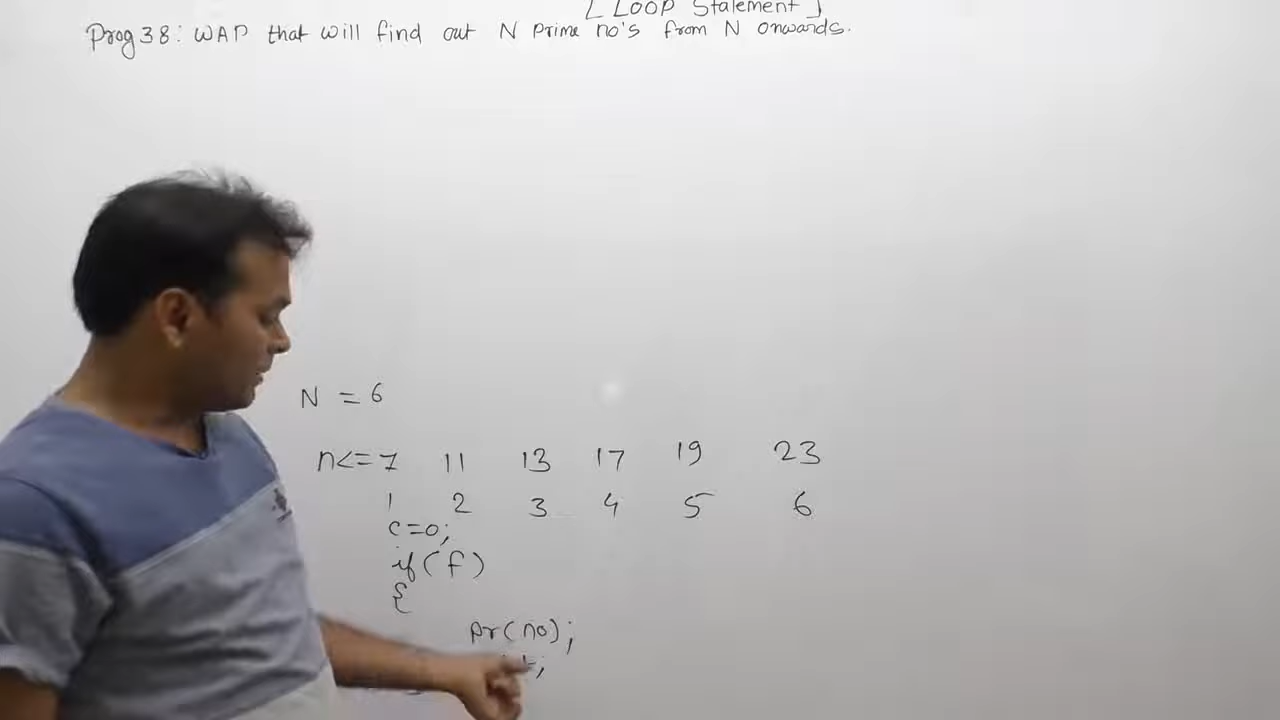 [ Loop Statement ]
Prog 38: WAP that will find out N prime no's from N onwards.
N = 6
n<= 7 11 13 17 19 23
1 2 3 4 5 6
c=0;
if(f)
{
pr(no);